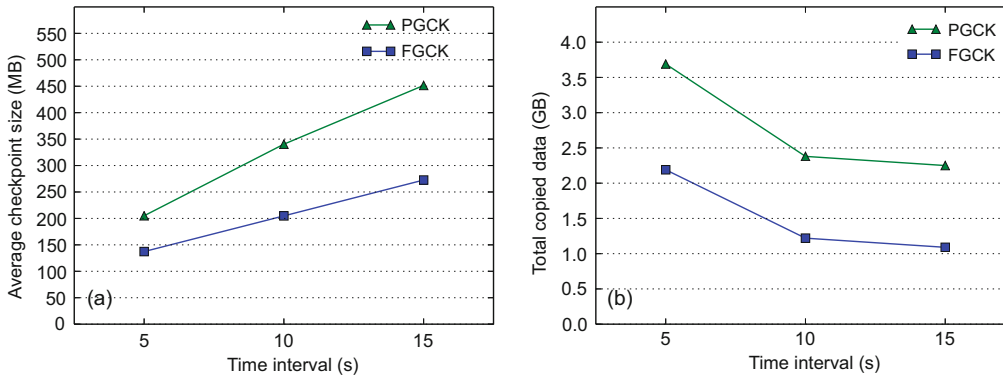 PGCK
FGCK
Average checkpoint size (MB)
550
500
450
400
350
300
250
200
150
100
50
0
(a)
5 10 15
Time interval (s)
PGCK
FGCK
Total copied data (GB)
4.0
3.5
3.0
2.5
2.0
1.5
1.0
0.5
0.0
(b)
5 10 15
Time interval (s)